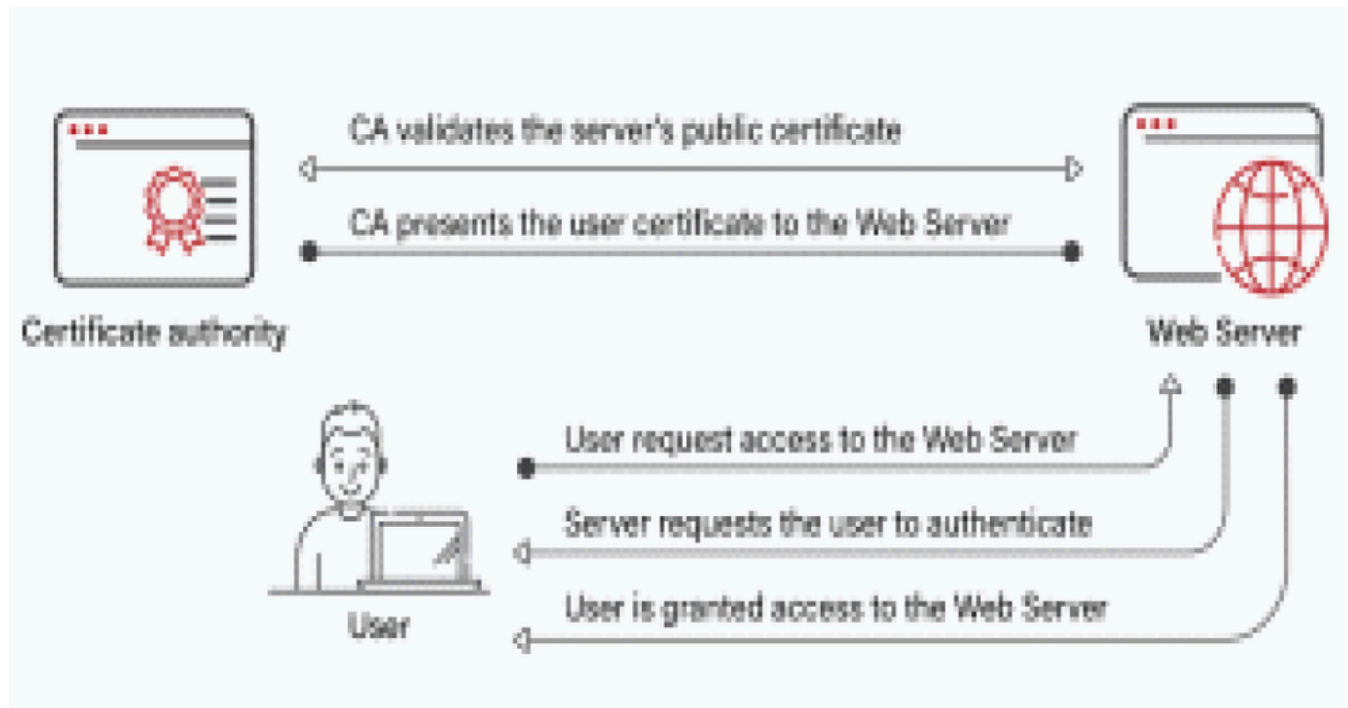 CA validates the server's public certificate
CA presents the user certificate to the Web Server
Certificate authority
Web Server
User request access to the Web Server
Server requests the user to authenticate
User is granted access to the Web Server
User